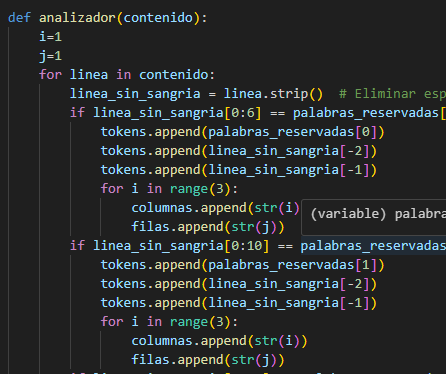 def analizador(contenido):
    i=1
    j=1
    for linea in contenido:
        linea_sin_sangria = linea.strip()  # Eliminar esp
        if linea_sin_sangria[0:6] == palabras_reservadas[
            tokens.append(palabras_reservadas[0])
            tokens.append(linea_sin_sangria[-2])
            tokens.append(linea_sin_sangria[-1])
            for i in range(3):
                columnas.append(str(i) (variable) palabra
                filas.append(str(j))
        if linea_sin_sangria[0:10] == palabras_reservadas
            tokens.append(palabras_reservadas[1])
            tokens.append(linea_sin_sangria[-2])
            tokens.append(linea_sin_sangria[-1])
            for i in range(3):
                columnas.append(str(i))
                filas.append(str(j))